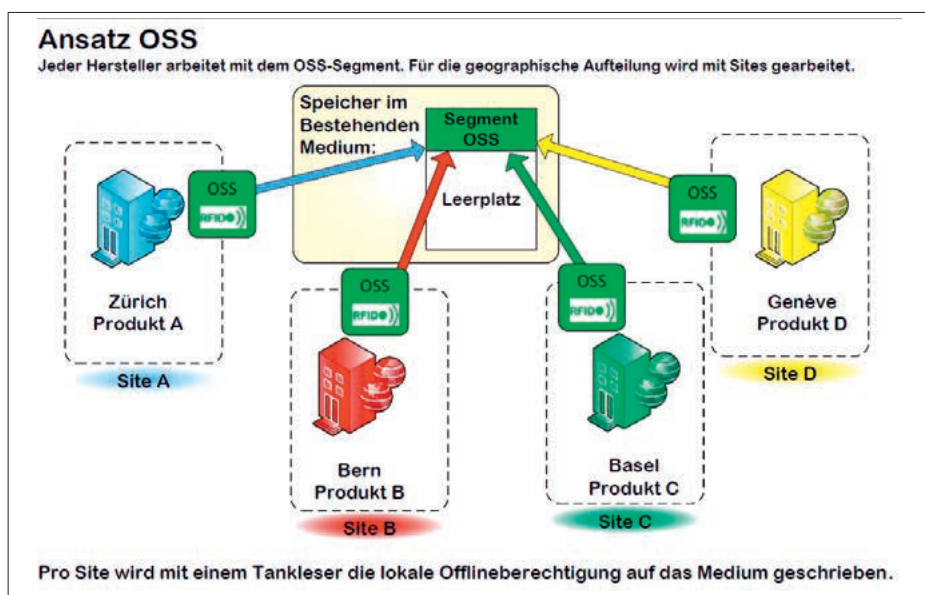 Ansatz OSS
Jeder Hersteller arbeitet mit dem OSS-Segment. Für die geographische Aufteilung wird mit Sites gearbeitet.
Speicher im
Bestehenden
Medium:
Segment
OSS
Leerplatz
OSS
RFID
Zürich
Produkt A
Site A
OSS
RFID
Bern
Produkt B
Site B
OSS
RFID
Basel
Produkt C
Site C
OSS
RFID
Genève
Produkt D
Site D
Pro Site wird mit einem Tankleser die lokale Offlineberechtigung auf das Medium geschrieben.